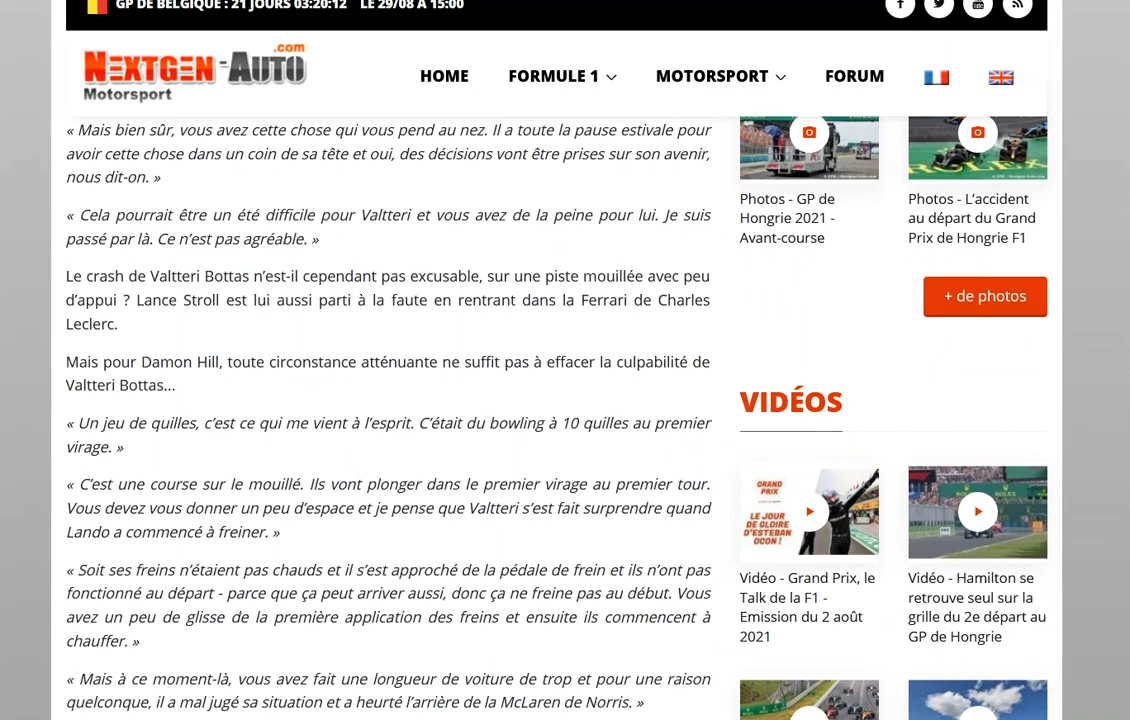 GP DE BELGIQUE : 21 JOURS 03:20:12 LE 29/08 À 15:00
NEXTGEN-AUTO
.com
Motorsport
HOME
FORMULE 1
MOTORSPORT
FORUM
« Mais bien sûr, vous avez cette chose qui vous pend au nez. Il a toute la pause estivale pour
avoir cette chose dans un coin de sa tête et oui, des décisions vont être prises sur son avenir,
nous dit-on. »
« Cela pourrait être un été difficile pour Valtteri et vous avez de la peine pour lui. Je suis
passé par là. Ce n’est pas agréable. »
Le crash de Valtteri Bottas n’est-il cependant pas excusable, sur une piste mouillée avec peu
d’appui ? Lance Stroll est lui aussi parti à la faute en rentrant dans la Ferrari de Charles
Leclerc.
Mais pour Damon Hill, toute circonstance atténuante ne suffit pas à effacer la culpabilité de
Valtteri Bottas...
« Un jeu de quilles, c’est ce qui me vient à l’esprit. C’était du bowling à 10 quilles au premier
virage. »
« C’est une course sur le mouillé. Ils vont plonger dans le premier virage au premier tour.
Vous devez vous donner un peu d’espace et je pense que Valtteri s’est fait surprendre quand
Lando a commencé à freiner. »
« Soit ses freins n’étaient pas chauds et il s’est approché de la pédale de frein et ils n’ont pas
fonctionné au départ - parce que ça peut arriver aussi, donc ça ne freine pas au début. Vous
avez un peu de glisse de la première application des freins et ensuite ils commencent à
chauffer. »
« Mais à ce moment-là, vous avez fait une longueur de voiture de trop et pour une raison
quelconque, il a mal jugé sa situation et a heurté l’arrière de la McLaren de Norris. »
ROLEX
Photos - GP de
Hongrie 2021 -
Avant-course
Photos - L’accident
au départ du Grand
Prix de Hongrie F1
+ de photos
VIDÉOS
GRAND
PRIX
LE JOUR
DE GLOIRE
D'ESTEBAN
OCON !
ROLEX
Vidéo - Grand Prix, le
Talk de la F1 -
Emission du 2 août
2021
Vidéo - Hamilton se
retrouve seul sur la
grille du 2e départ au
GP de Hongrie